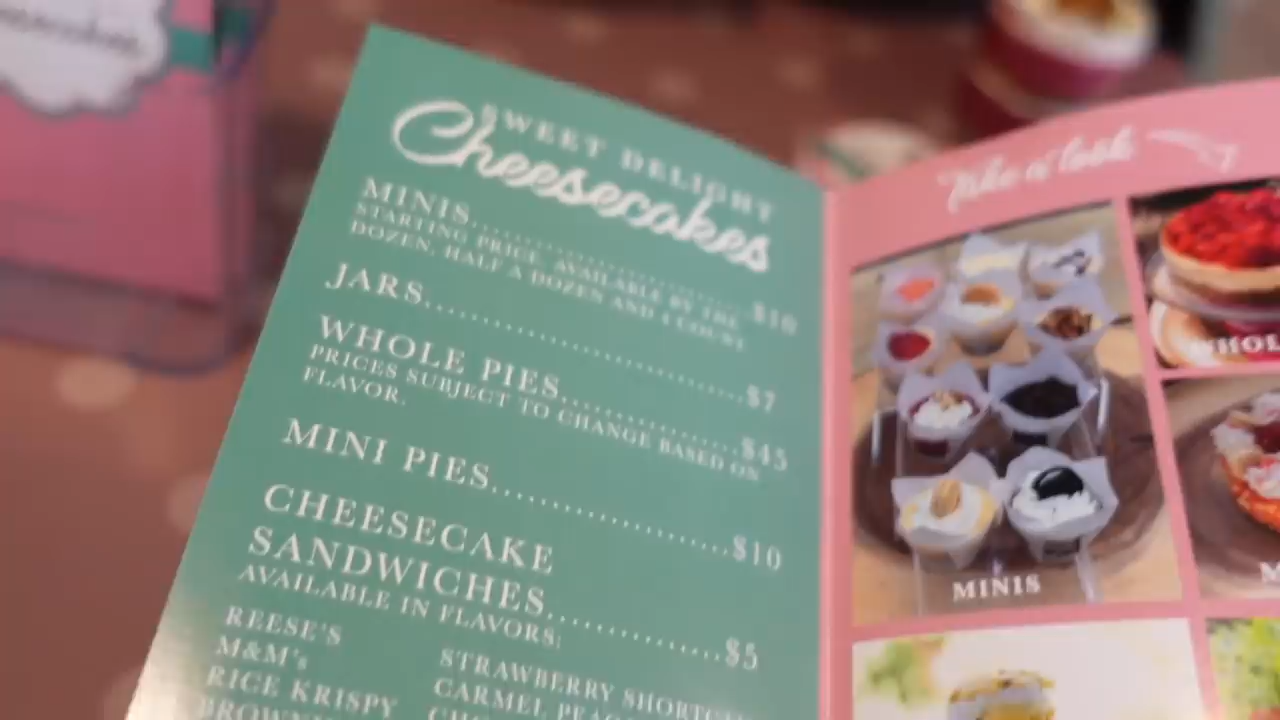 SWEET DELIGHT
Cheesecakes
MINIS..............................$10
STARTING PRICE. AVAILABLE BY THE
DOZEN, HALF A DOZEN AND 4 COUNT
JARS..............................$7
WHOLE PIES....................$45
PRICES SUBJECT TO CHANGE BASED ON
FLAVOR.
MINI PIES.........................$10
CHEESECAKE
SANDWICHES..................$5
AVAILABLE IN FLAVORS:
REESE'S
M&M's
RICE KRISPY
STRAWBERRY
CARMEL
Take a look
MINIS